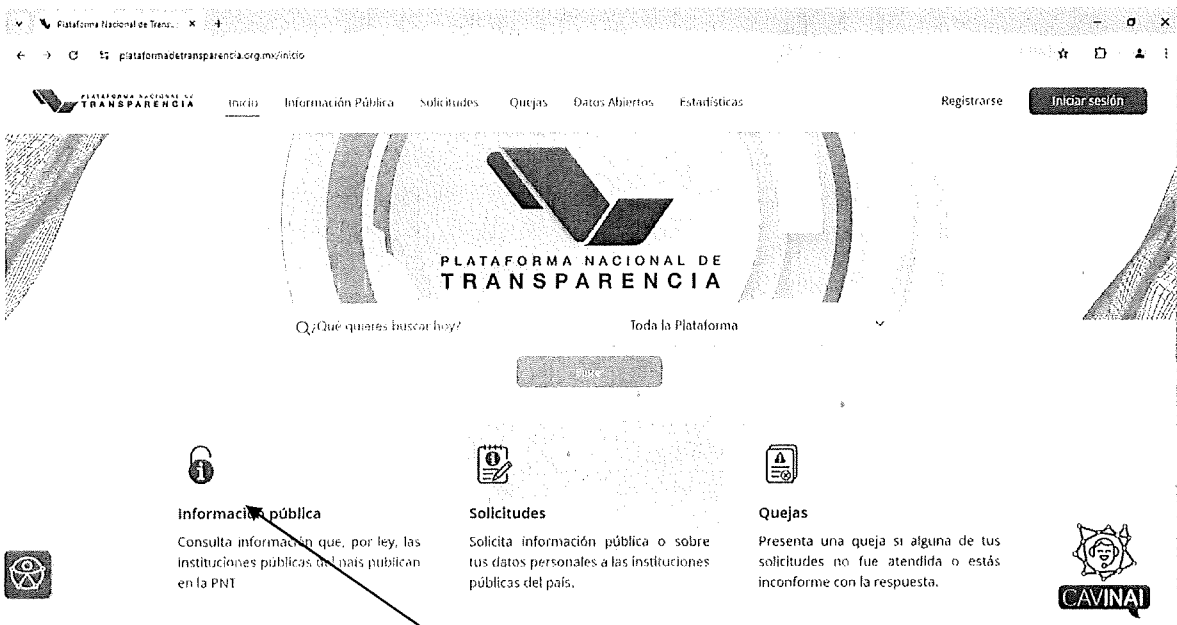 Plataforma Nacional de Trans...
plataformadetransparencia.org.mx/inicio
PLATAFORMA NACIONAL DE
TRANSPARENCIA
Inicio
Información Pública
Solicitudes
Quejas
Datos Abiertos
Estadísticas
Registrarse
Iniciar sesión
PLATAFORMA NACIONAL DE
TRANSPARENCIA
¿Qué quieres buscar hoy?
Toda la Plataforma
Información pública
Consulta información que, por ley, las
instituciones públicas del país publican
en la PNT
Solicitudes
Solicita información pública o sobre
tus datos personales a las instituciones
públicas del país.
Quejas
Presenta una queja si alguna de tus
solicitudes no fue atendida o estás
inconforme con la respuesta.
CAVINAI